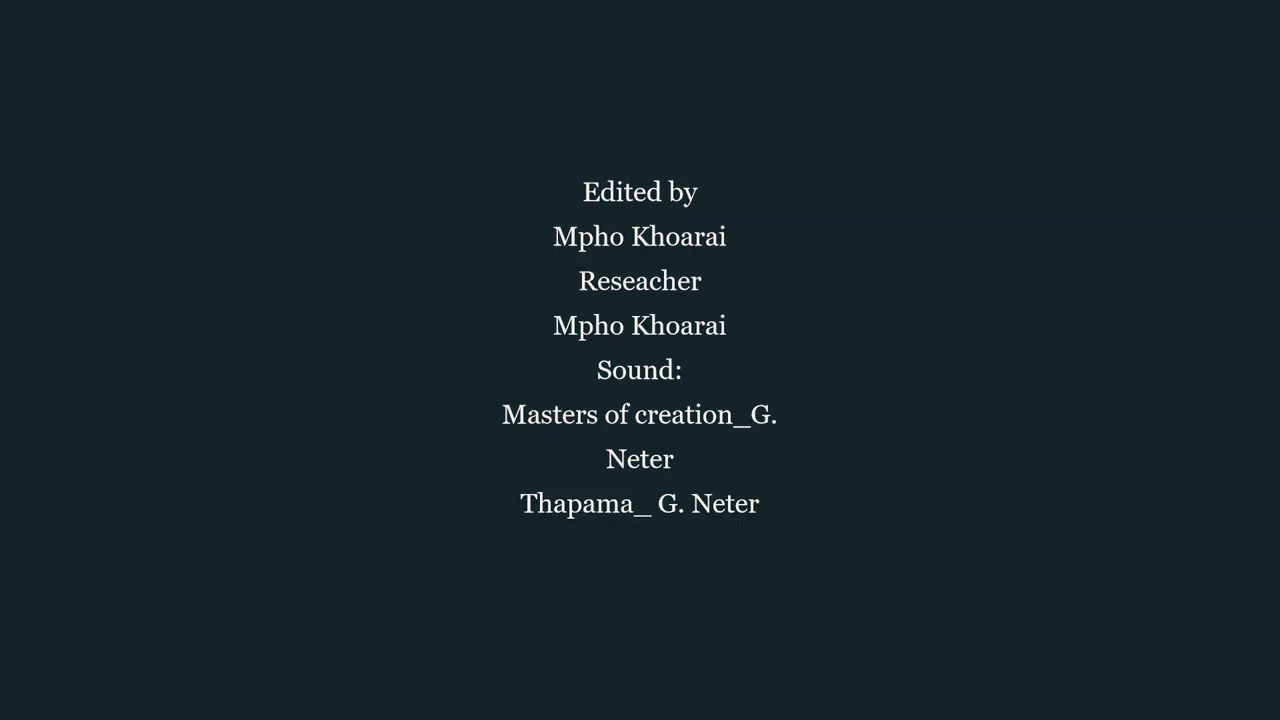 Edited by
Mpho Khoarai
Reseacher
Mpho Khoarai
Sound:
Masters of creation_G.
Neter
Thapama_ G. Neter